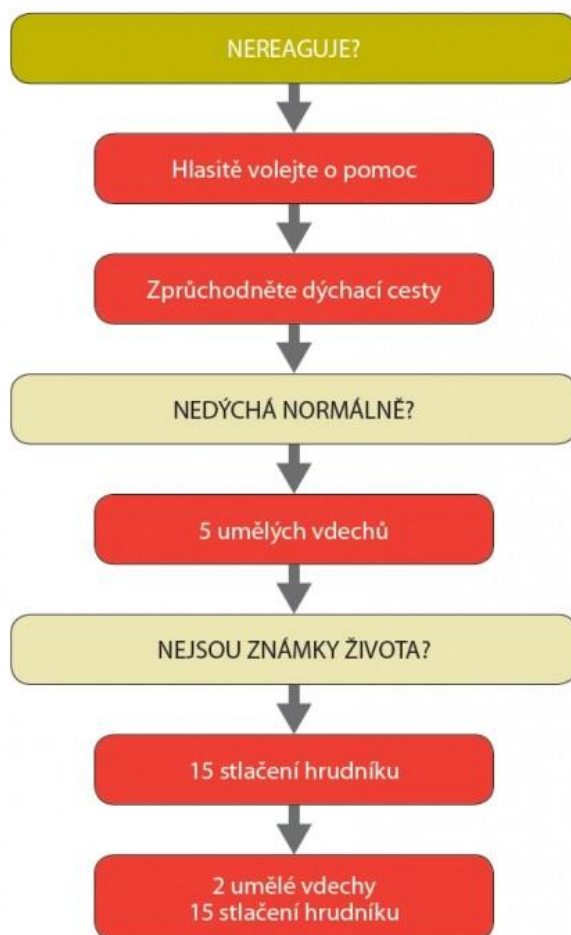 NEREAGUJE?
Hlasitě volejte o pomoc
Zprůchodněte dýchací cesty
NEDÝCHÁ NORMÁLNĚ?
5 umělých vdechů
NEJSOU ZNÁMKY ŽIVOTA?
15 stlačení hrudníku
2 umělé vdechy
15 stlačení hrudníku